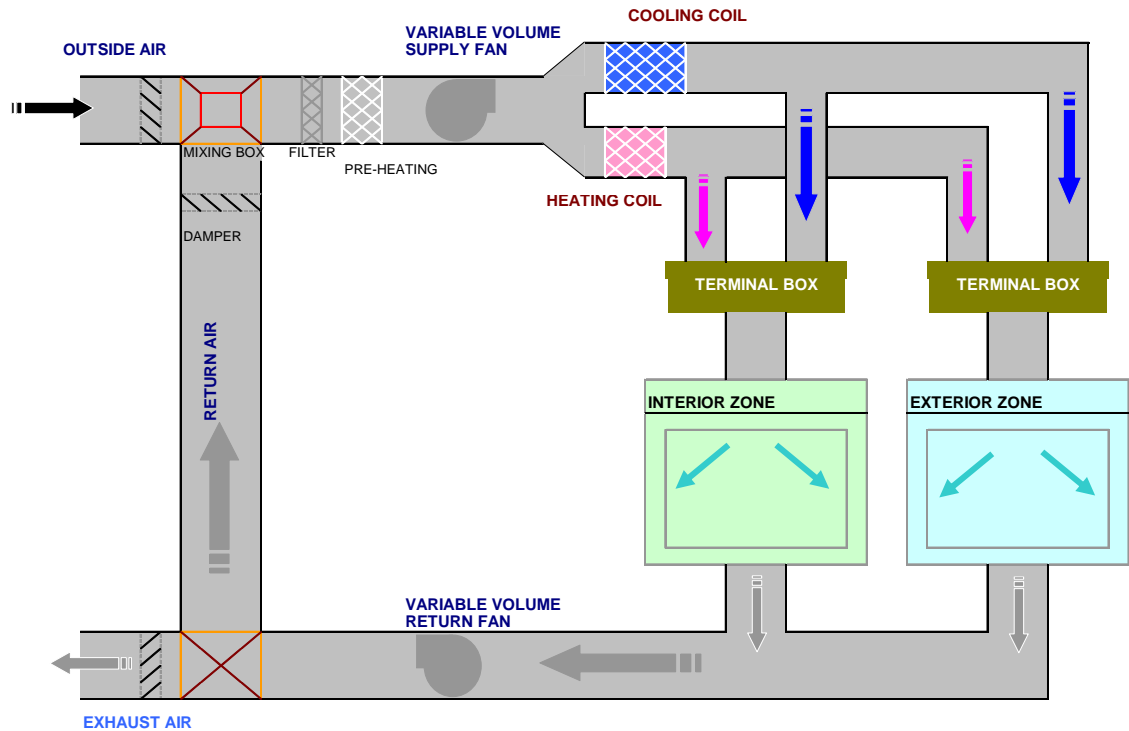 COOLING COIL
OUTSIDE AIR
VARIABLE VOLUME
SUPPLY FAN
MIXING BOX
FILTER
PRE-HEATING
HEATING COIL
DAMPER
TERMINAL BOX
TERMINAL BOX
RETURN AIR
INTERIOR ZONE
EXTERIOR ZONE
VARIABLE VOLUME
RETURN FAN
EXHAUST AIR